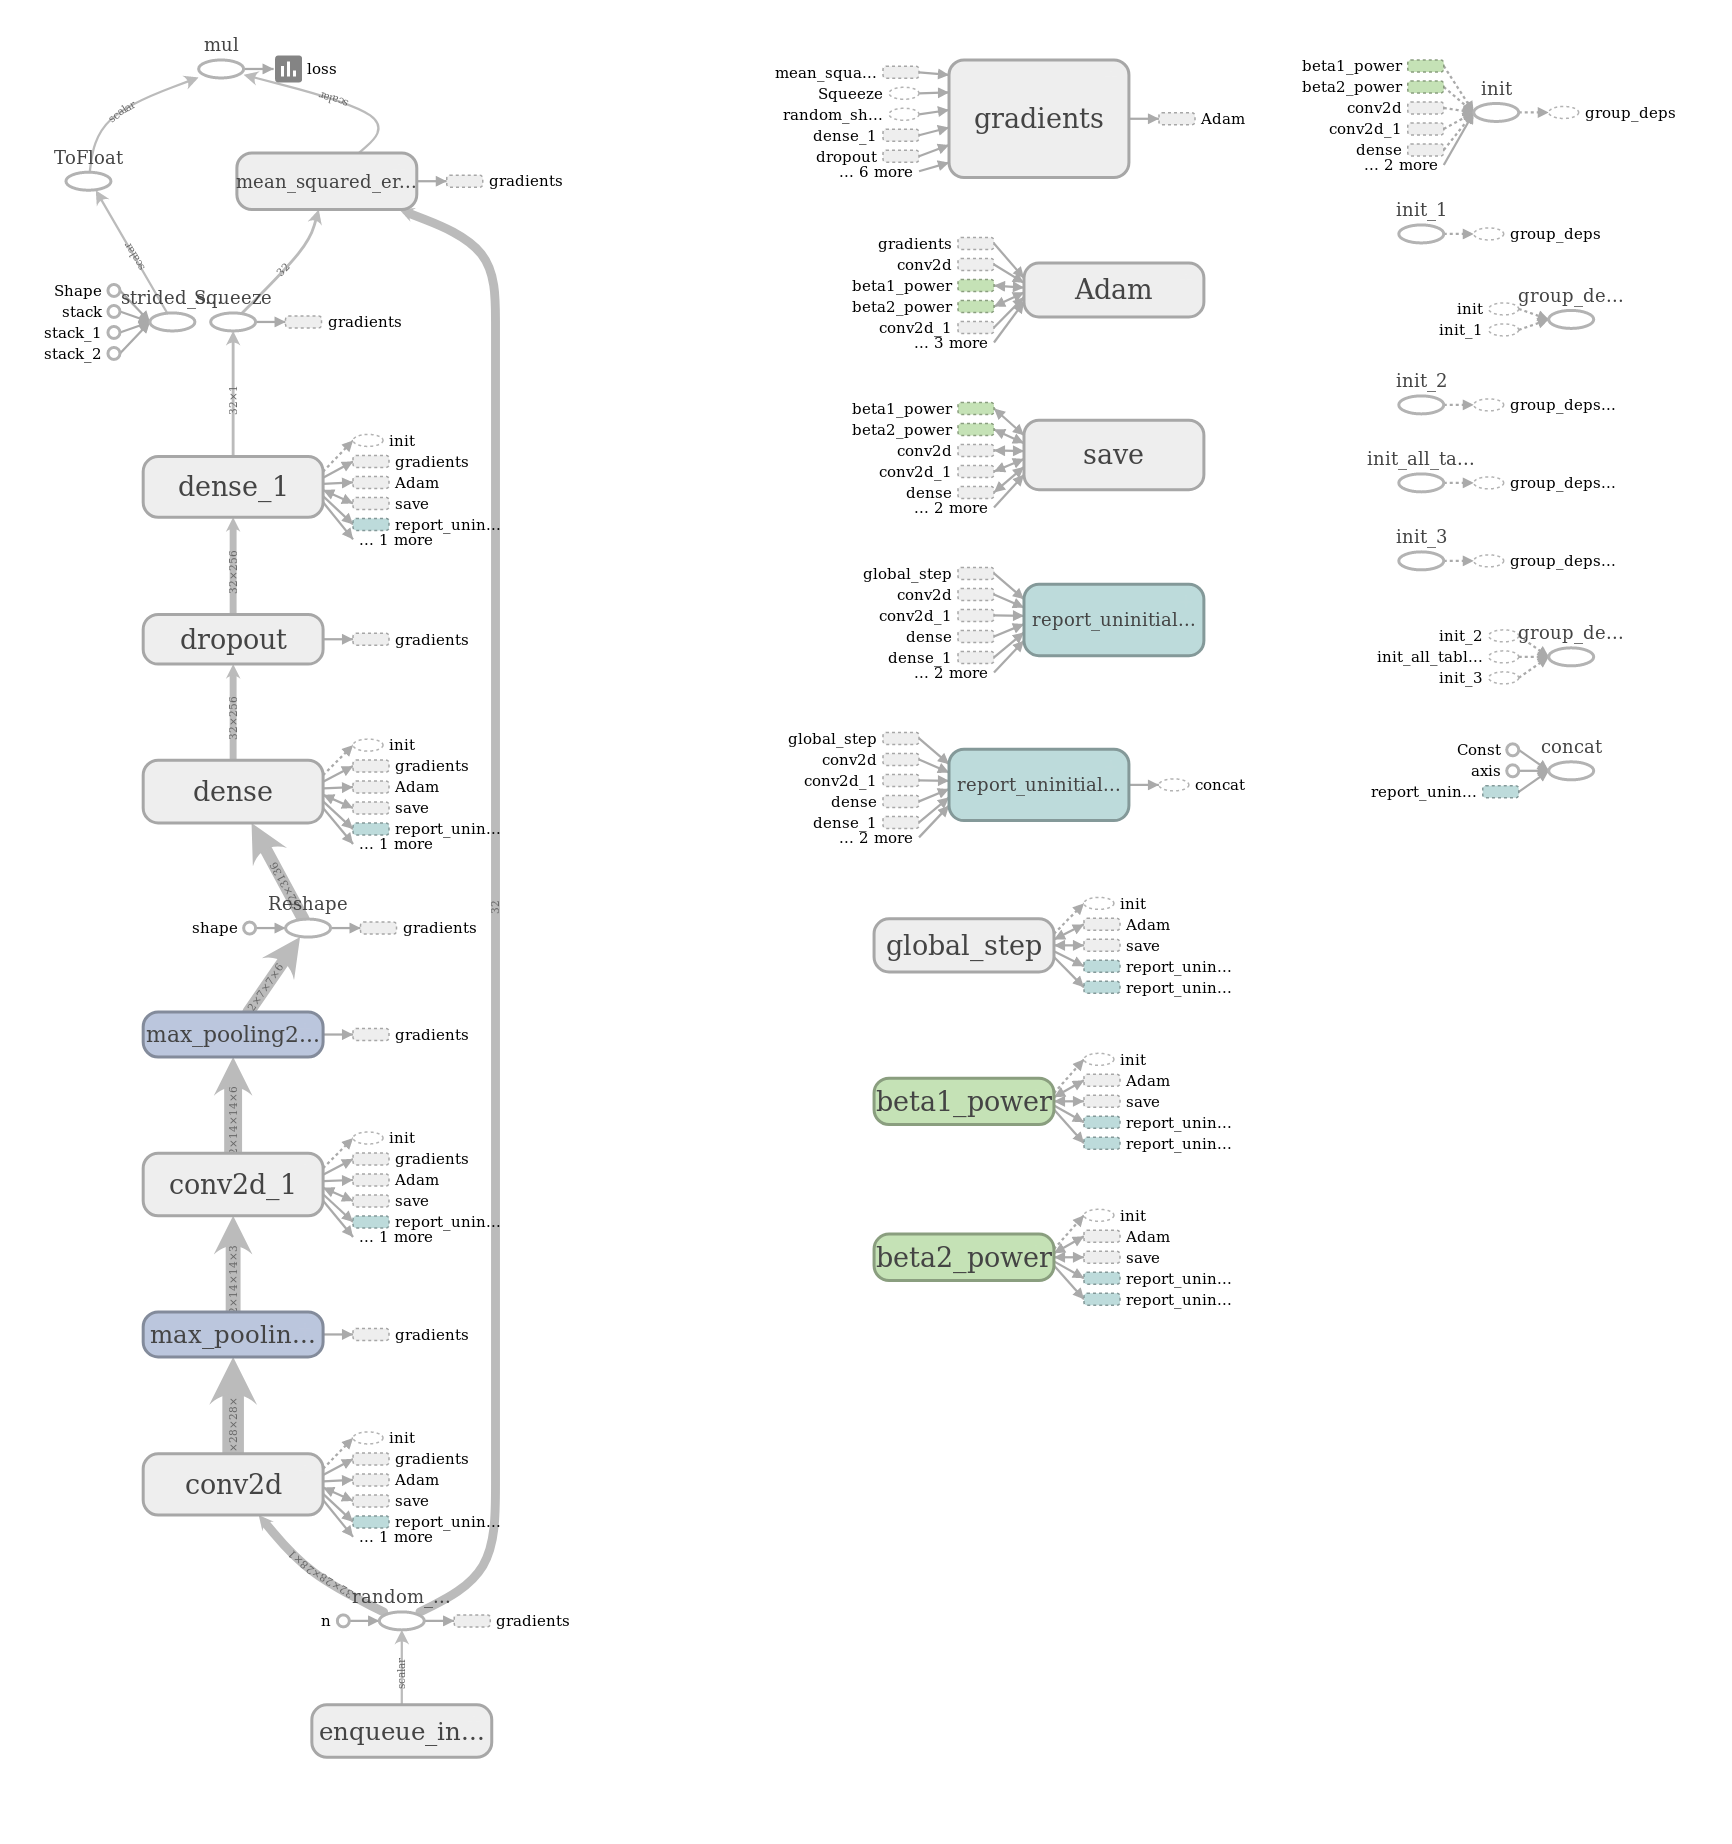 mul
loss
scalar
scalar
ToFloat
mean_squared_er...
gradients
scalar
32
Shape
stack
stack_1
stack_2
strided_s...
Squeeze
gradients
32×1
dense_1
init
gradients
Adam
save
report_unin...
... 1 more
32×256
dropout
gradients
32×256
dense
init
gradients
Adam
save
report_unin...
... 1 more
32
Reshape
shape
gradients
2×7×7×6
max_pooling2...
gradients
2×14×14×6
conv2d_1
init
gradients
Adam
save
report_unin...
... 1 more
2×14×14×3
max_poolin...
gradients
×28×28×
conv2d
init
gradients
Adam
save
report_unin...
... 1 more
32×28×28×1
random_...
n
gradients
scalar
enqueue_in...
mean_squa...
Squeeze
random_sh...
dense_1
dropout
... 6 more
gradients
Adam
gradients
conv2d
beta1_power
beta2_power
conv2d_1
... 3 more
Adam
beta1_power
beta2_power
conv2d
conv2d_1
dense
... 2 more
save
global_step
conv2d
conv2d_1
dense
dense_1
... 2 more
report_uninitial...
global_step
conv2d
conv2d_1
dense
dense_1
... 2 more
report_uninitial...
concat
global_step
init
Adam
save
report_unin...
report_unin...
beta1_power
init
Adam
save
report_unin...
report_unin...
beta2_power
init
Adam
save
report_unin...
report_unin...
beta1_power
beta2_power
conv2d
conv2d_1
dense
... 2 more
init
group_deps
init_1
group_deps
init
init_1
group_de...
init_2
group_deps...
init_all_ta...
group_deps...
init_3
group_deps...
init_2
init_all_tabl...
init_3
group_de...
Const
axis
report_unin...
concat